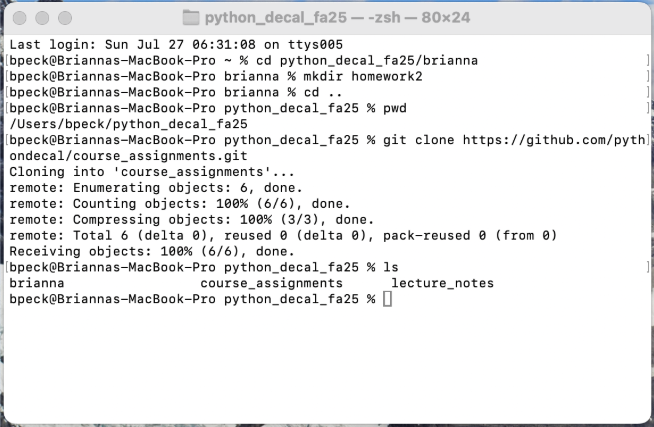 python_decal_fa25 — -zsh — 80×24
Last login: Sun Jul 27 06:31:08 on ttys005
[bpeck@Briannas-MacBook-Pro ~ % cd python_decal_fa25/brianna ]
[bpeck@Briannas-MacBook-Pro brianna % mkdir homework2 ]
[bpeck@Briannas-MacBook-Pro brianna % cd .. ]
[bpeck@Briannas-MacBook-Pro python_decal_fa25 % pwd ]
/Users/bpeck/python_decal_fa25
[bpeck@Briannas-MacBook-Pro python_decal_fa25 % git clone https://github.com/pyth]
ondecal/course_assignments.git
Cloning into 'course_assignments'...
remote: Enumerating objects: 6, done.
remote: Counting objects: 100% (6/6), done.
remote: Compressing objects: 100% (3/3), done.
remote: Total 6 (delta 0), reused 0 (delta 0), pack-reused 0 (from 0)
Receiving objects: 100% (6/6), done.
[bpeck@Briannas-MacBook-Pro python_decal_fa25 % ls ]
brianna course_assignments lecture_notes
bpeck@Briannas-MacBook-Pro python_decal_fa25 %